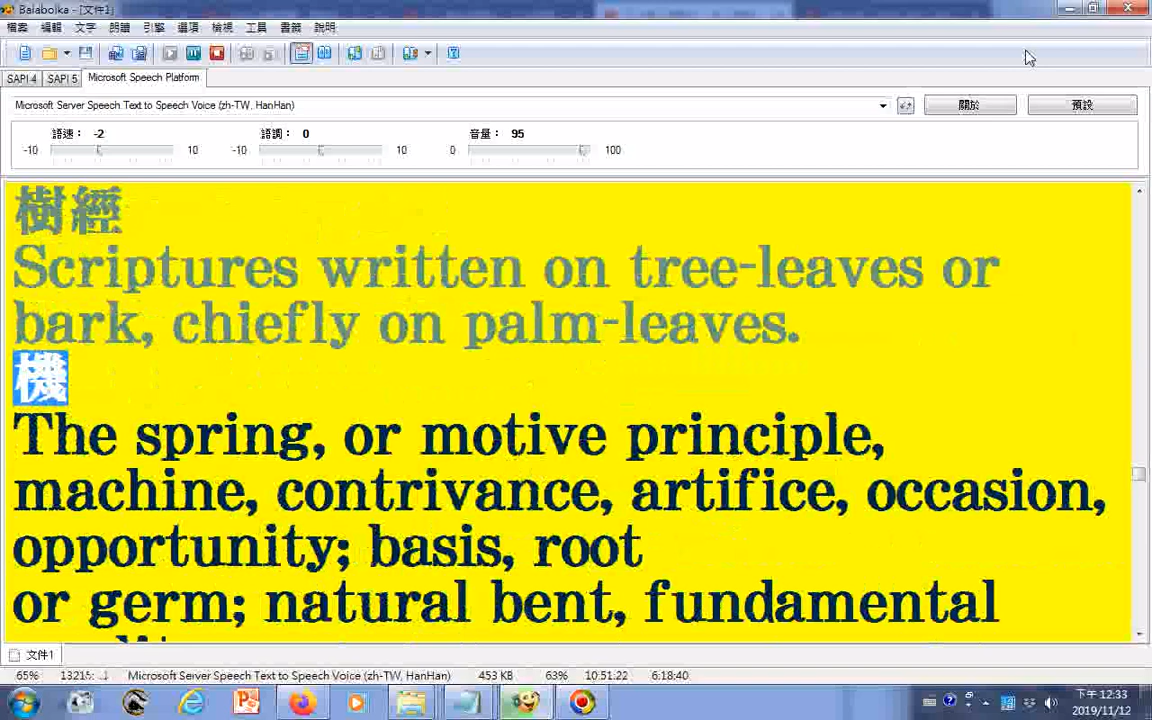 Balabolka - [文件1]
檔案 編輯 文字 朗讀 引擎 選項 檢視 工具 書籤 說明
SAPI 4 SAPI 5 Microsoft Speech Platform
Microsoft Server Speech Text to Speech Voice (zh-TW, HanHan) 關於 預設
語速： -2 語調： 0 音量： 95
-10 10 -10 10 0 100
樹經
Scriptures written on tree-leaves or
bark, chiefly on palm-leaves.
機
The spring, or motive principle,
machine, contrivance, artifice, occasion,
opportunity; basis, root
or germ; natural bent, fundamental
文件1
65% Microsoft Server Speech Text to Speech Voice (zh-TW, HanHan) 453 KB 63% 10:51:22 6:18:40
下午 12:33
2019/11/12